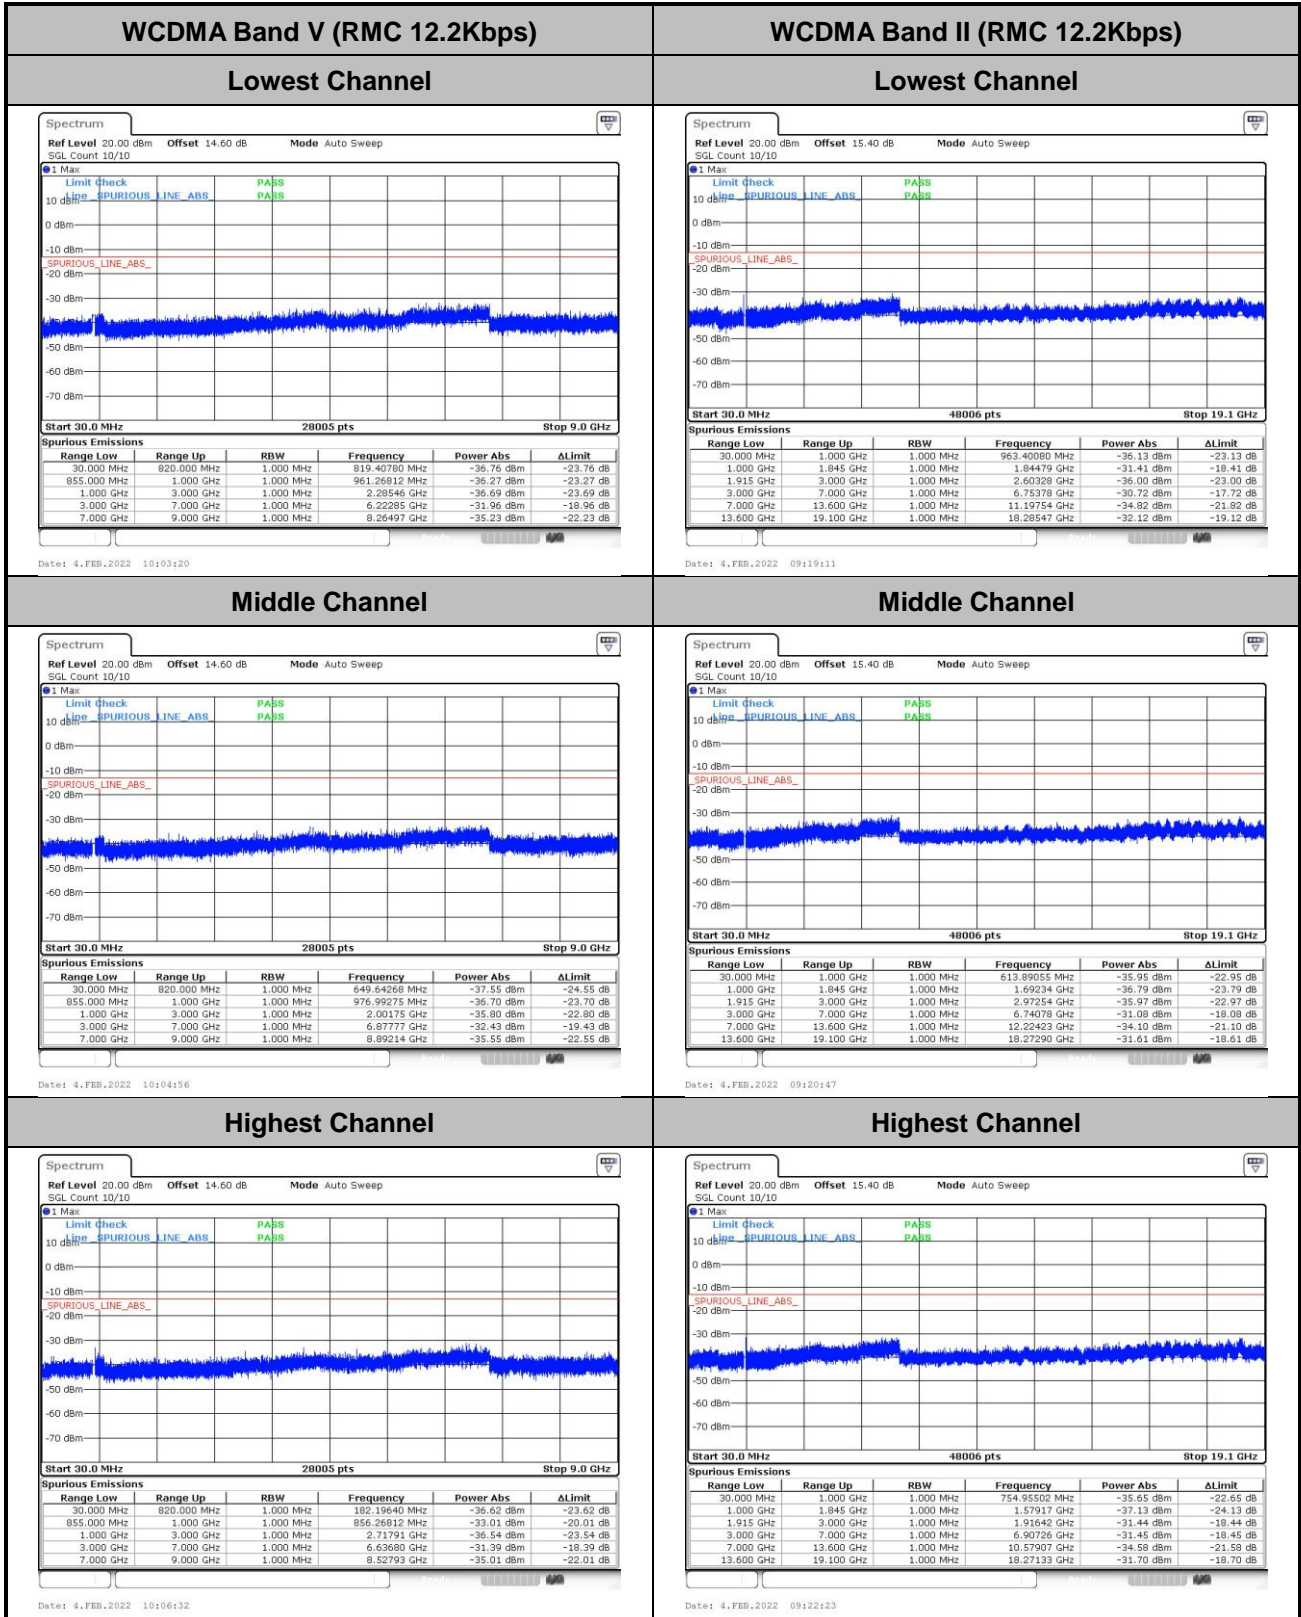 WCDMA Band V (RMC 12.2Kbps)
WCDMA Band II (RMC 12.2Kbps)
Lowest Channel
Lowest Channel
Spectrum
Ref Level 20.00 dBm Offset 14.60 dB Mode Auto Sweep
SGL Count 10/10
1 Max
Limit Check PASS
Line _SPURIOUS_LINE_ABS_ PASS
10 dBm
0 dBm
-10 dBm
_SPURIOUS_LINE_ABS_
-20 dBm
-30 dBm
-50 dBm
-60 dBm
-70 dBm
Start 30.0 MHz 28005 pts Stop 9.0 GHz
Spurious Emissions
Range Low Range Up RBW Frequency Power Abs ΔLimit
30.000 MHz 820.000 MHz 1.000 MHz 819.40780 MHz -36.76 dBm -23.76 dB
855.000 MHz 1.000 GHz 1.000 MHz 961.26812 MHz -36.27 dBm -23.27 dB
1.000 GHz 3.000 GHz 1.000 MHz 2.28546 GHz -36.69 dBm -23.69 dB
3.000 GHz 7.000 GHz 1.000 MHz 6.22285 GHz -31.96 dBm -18.96 dB
7.000 GHz 9.000 GHz 1.000 MHz 8.26497 GHz -35.23 dBm -22.23 dB
Date: 4.FEB.2022 10:03:20
Spectrum
Ref Level 20.00 dBm Offset 15.40 dB Mode Auto Sweep
SGL Count 10/10
1 Max
Limit Check PASS
Line _SPURIOUS_LINE_ABS_ PASS
10 dBm
0 dBm
-10 dBm
_SPURIOUS_LINE_ABS_
-20 dBm
-30 dBm
-50 dBm
-60 dBm
-70 dBm
Start 30.0 MHz 48006 pts Stop 19.1 GHz
Spurious Emissions
Range Low Range Up RBW Frequency Power Abs ΔLimit
30.000 MHz 1.000 GHz 1.000 MHz 963.40080 MHz -36.13 dBm -23.13 dB
1.000 GHz 1.845 GHz 1.000 MHz 1.84479 GHz -31.41 dBm -18.41 dB
1.915 GHz 3.000 GHz 1.000 MHz 2.60328 GHz -36.00 dBm -23.00 dB
3.000 GHz 7.000 GHz 1.000 MHz 6.75378 GHz -30.72 dBm -17.72 dB
7.000 GHz 13.600 GHz 1.000 MHz 11.19754 GHz -34.82 dBm -21.82 dB
13.600 GHz 19.100 GHz 1.000 MHz 18.28547 GHz -32.12 dBm -19.12 dB
Date: 4.FEB.2022 09:19:11
Middle Channel
Middle Channel
Spectrum
Ref Level 20.00 dBm Offset 14.60 dB Mode Auto Sweep
SGL Count 10/10
1 Max
Limit Check PASS
Line _SPURIOUS_LINE_ABS_ PASS
10 dBm
0 dBm
-10 dBm
_SPURIOUS_LINE_ABS_
-20 dBm
-30 dBm
-50 dBm
-60 dBm
-70 dBm
Start 30.0 MHz 28005 pts Stop 9.0 GHz
Spurious Emissions
Range Low Range Up RBW Frequency Power Abs ΔLimit
30.000 MHz 820.000 MHz 1.000 MHz 649.64268 MHz -37.55 dBm -24.55 dB
855.000 MHz 1.000 GHz 1.000 MHz 976.99275 MHz -36.70 dBm -23.70 dB
1.000 GHz 3.000 GHz 1.000 MHz 2.00175 GHz -35.80 dBm -22.80 dB
3.000 GHz 7.000 GHz 1.000 MHz 6.87777 GHz -32.43 dBm -19.43 dB
7.000 GHz 9.000 GHz 1.000 MHz 8.89214 GHz -35.55 dBm -22.55 dB
Date: 4.FEB.2022 10:04:56
Spectrum
Ref Level 20.00 dBm Offset 15.40 dB Mode Auto Sweep
SGL Count 10/10
1 Max
Limit Check PASS
Line _SPURIOUS_LINE_ABS_ PASS
10 dBm
0 dBm
-10 dBm
_SPURIOUS_LINE_ABS_
-20 dBm
-30 dBm
-50 dBm
-60 dBm
-70 dBm
Start 30.0 MHz 48006 pts Stop 19.1 GHz
Spurious Emissions
Range Low Range Up RBW Frequency Power Abs ΔLimit
30.000 MHz 1.000 GHz 1.000 MHz 613.89055 MHz -35.95 dBm -22.95 dB
1.000 GHz 1.845 GHz 1.000 MHz 1.69234 GHz -36.79 dBm -23.79 dB
1.915 GHz 3.000 GHz 1.000 MHz 2.97254 GHz -35.97 dBm -22.97 dB
3.000 GHz 7.000 GHz 1.000 MHz 6.74078 GHz -31.08 dBm -18.08 dB
7.000 GHz 13.600 GHz 1.000 MHz 12.22423 GHz -34.10 dBm -21.10 dB
13.600 GHz 19.100 GHz 1.000 MHz 18.27290 GHz -31.61 dBm -18.61 dB
Date: 4.FEB.2022 09:20:47
Highest Channel
Highest Channel
Spectrum
Ref Level 20.00 dBm Offset 14.60 dB Mode Auto Sweep
SGL Count 10/10
1 Max
Limit Check PASS
Line _SPURIOUS_LINE_ABS_ PASS
10 dBm
0 dBm
-10 dBm
_SPURIOUS_LINE_ABS_
-20 dBm
-30 dBm
-50 dBm
-60 dBm
-70 dBm
Start 30.0 MHz 28005 pts Stop 9.0 GHz
Spurious Emissions
Range Low Range Up RBW Frequency Power Abs ΔLimit
30.000 MHz 820.000 MHz 1.000 MHz 182.19640 MHz -36.62 dBm -23.62 dB
855.000 MHz 1.000 GHz 1.000 MHz 856.26812 MHz -33.01 dBm -20.01 dB
1.000 GHz 3.000 GHz 1.000 MHz 2.71791 GHz -36.54 dBm -23.54 dB
3.000 GHz 7.000 GHz 1.000 MHz 6.63680 GHz -31.39 dBm -18.39 dB
7.000 GHz 9.000 GHz 1.000 MHz 8.52793 GHz -35.01 dBm -22.01 dB
Date: 4.FEB.2022 10:06:32
Spectrum
Ref Level 20.00 dBm Offset 15.40 dB Mode Auto Sweep
SGL Count 10/10
1 Max
Limit Check PASS
Line _SPURIOUS_LINE_ABS_ PASS
10 dBm
0 dBm
-10 dBm
_SPURIOUS_LINE_ABS_
-20 dBm
-30 dBm
-50 dBm
-60 dBm
-70 dBm
Start 30.0 MHz 48006 pts Stop 19.1 GHz
Spurious Emissions
Range Low Range Up RBW Frequency Power Abs ΔLimit
30.000 MHz 1.000 GHz 1.000 MHz 754.95502 MHz -35.65 dBm -22.65 dB
1.000 GHz 1.845 GHz 1.000 MHz 1.57917 GHz -37.13 dBm -24.13 dB
1.915 GHz 3.000 GHz 1.000 MHz 1.91642 GHz -31.44 dBm -18.44 dB
3.000 GHz 7.000 GHz 1.000 MHz 6.90726 GHz -31.45 dBm -18.45 dB
7.000 GHz 13.600 GHz 1.000 MHz 10.57907 GHz -34.58 dBm -21.58 dB
13.600 GHz 19.100 GHz 1.000 MHz 18.27133 GHz -31.70 dBm -18.70 dB
Date: 4.FEB.2022 09:22:23